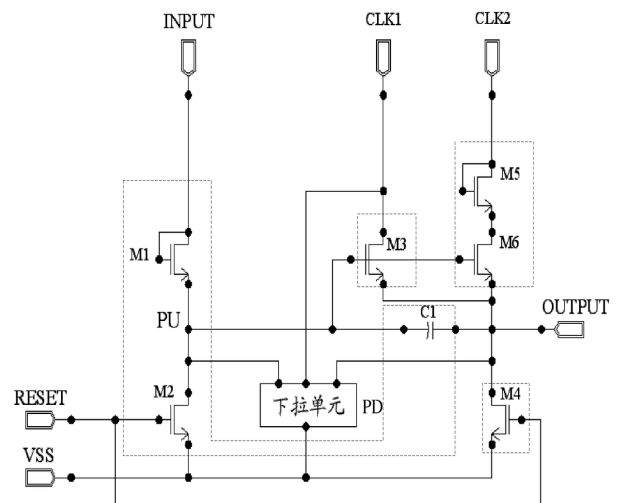 INPUT
CLK1
CLK2
M5
M1
M3
M6
PU
C1
OUTPUT
M2
RESET
下拉单元
PD
M4
VSS